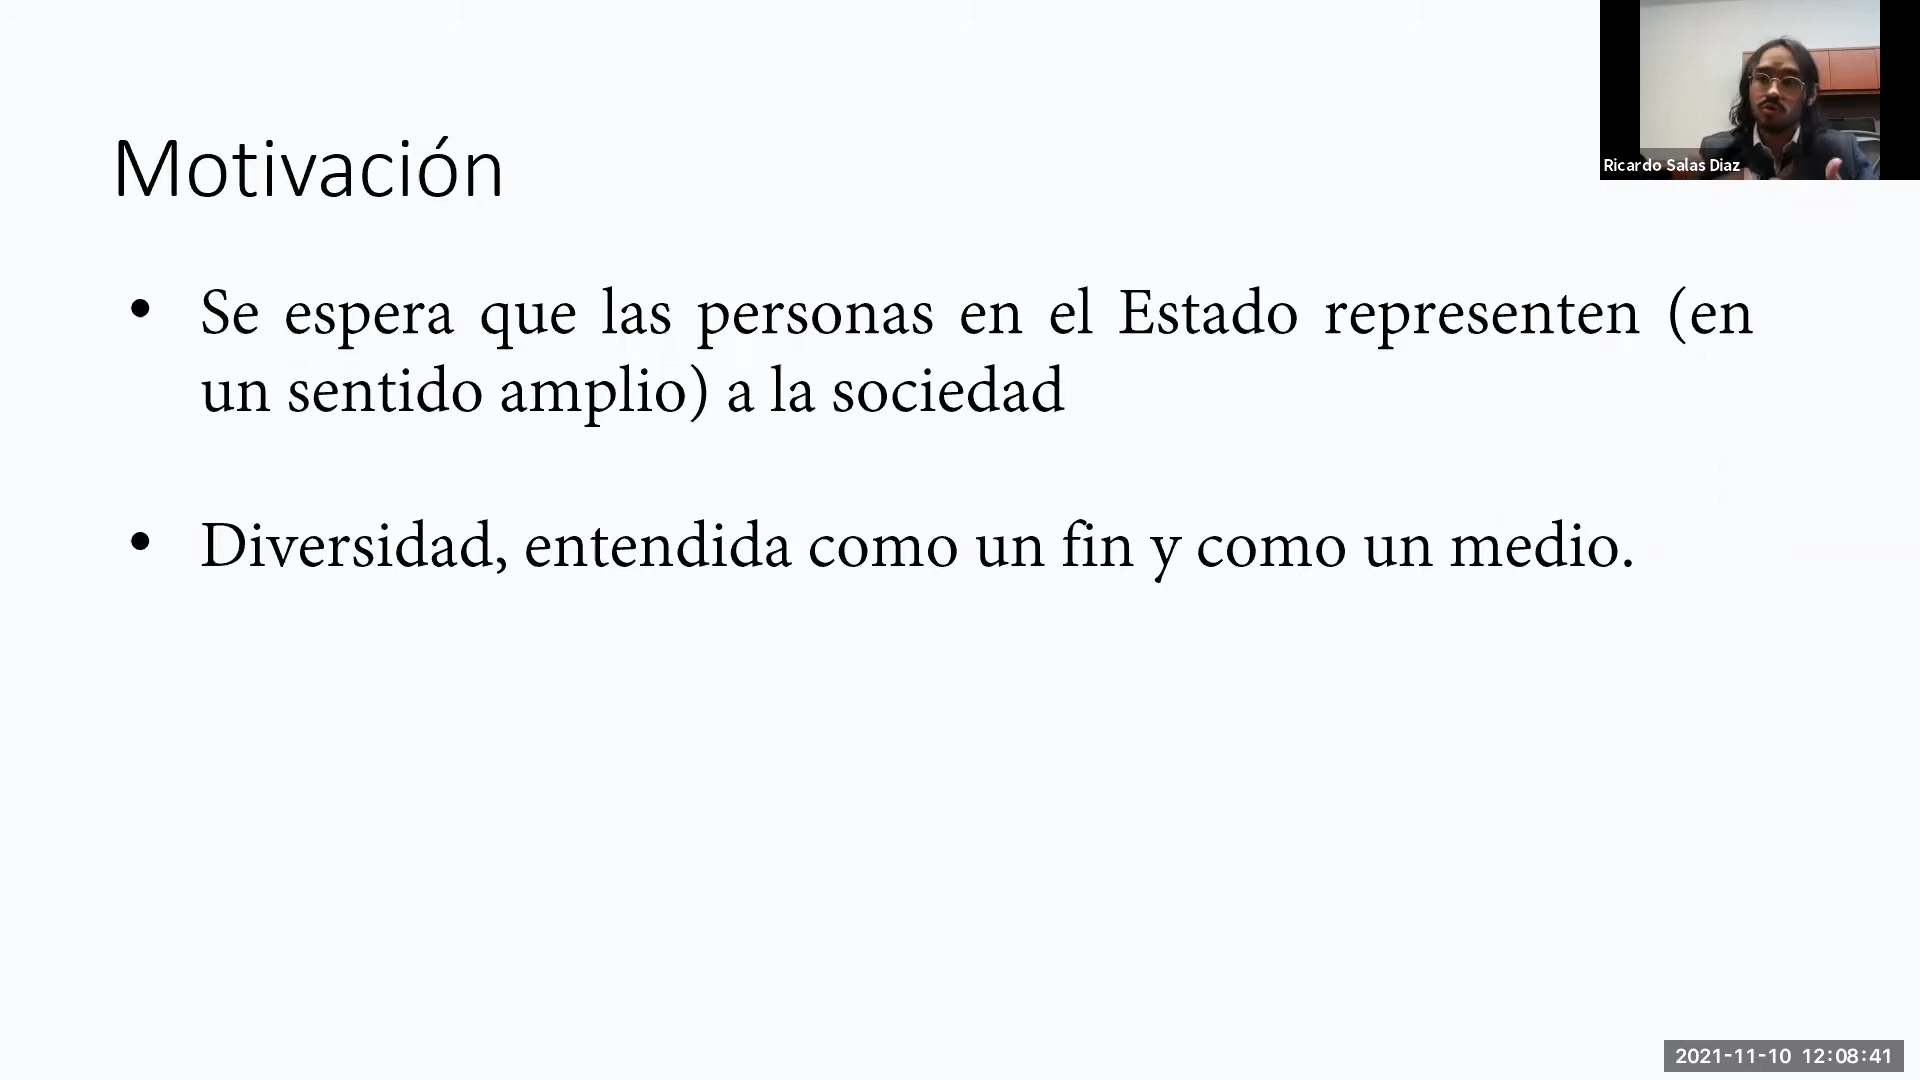 Ricardo Salas Diaz
Motivación
• Se espera que las personas en el Estado representen (en
un sentido amplio) a la sociedad
• Diversidad, entendida como un fin y como un medio.
2021-11-10 12:08:41